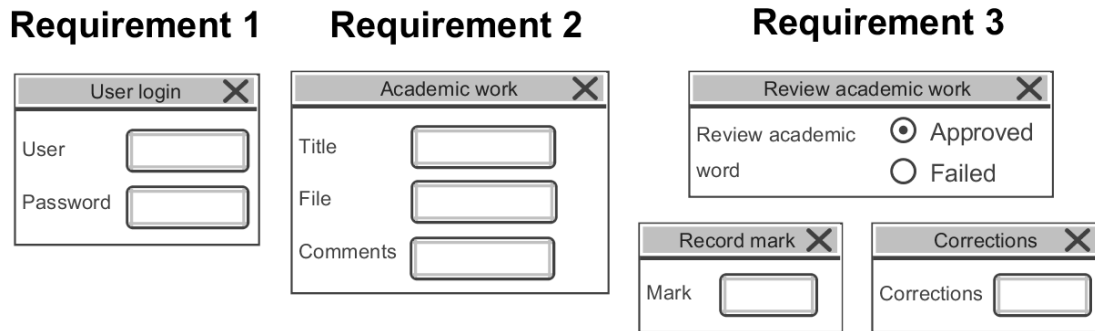 Requirement 1
User login
User
Password
Requirement 2
Academic work
Title
File
Comments
Requirement 3
Review academic work
Review academic
word
Approved
Failed
Record mark
Mark
Corrections
Corrections